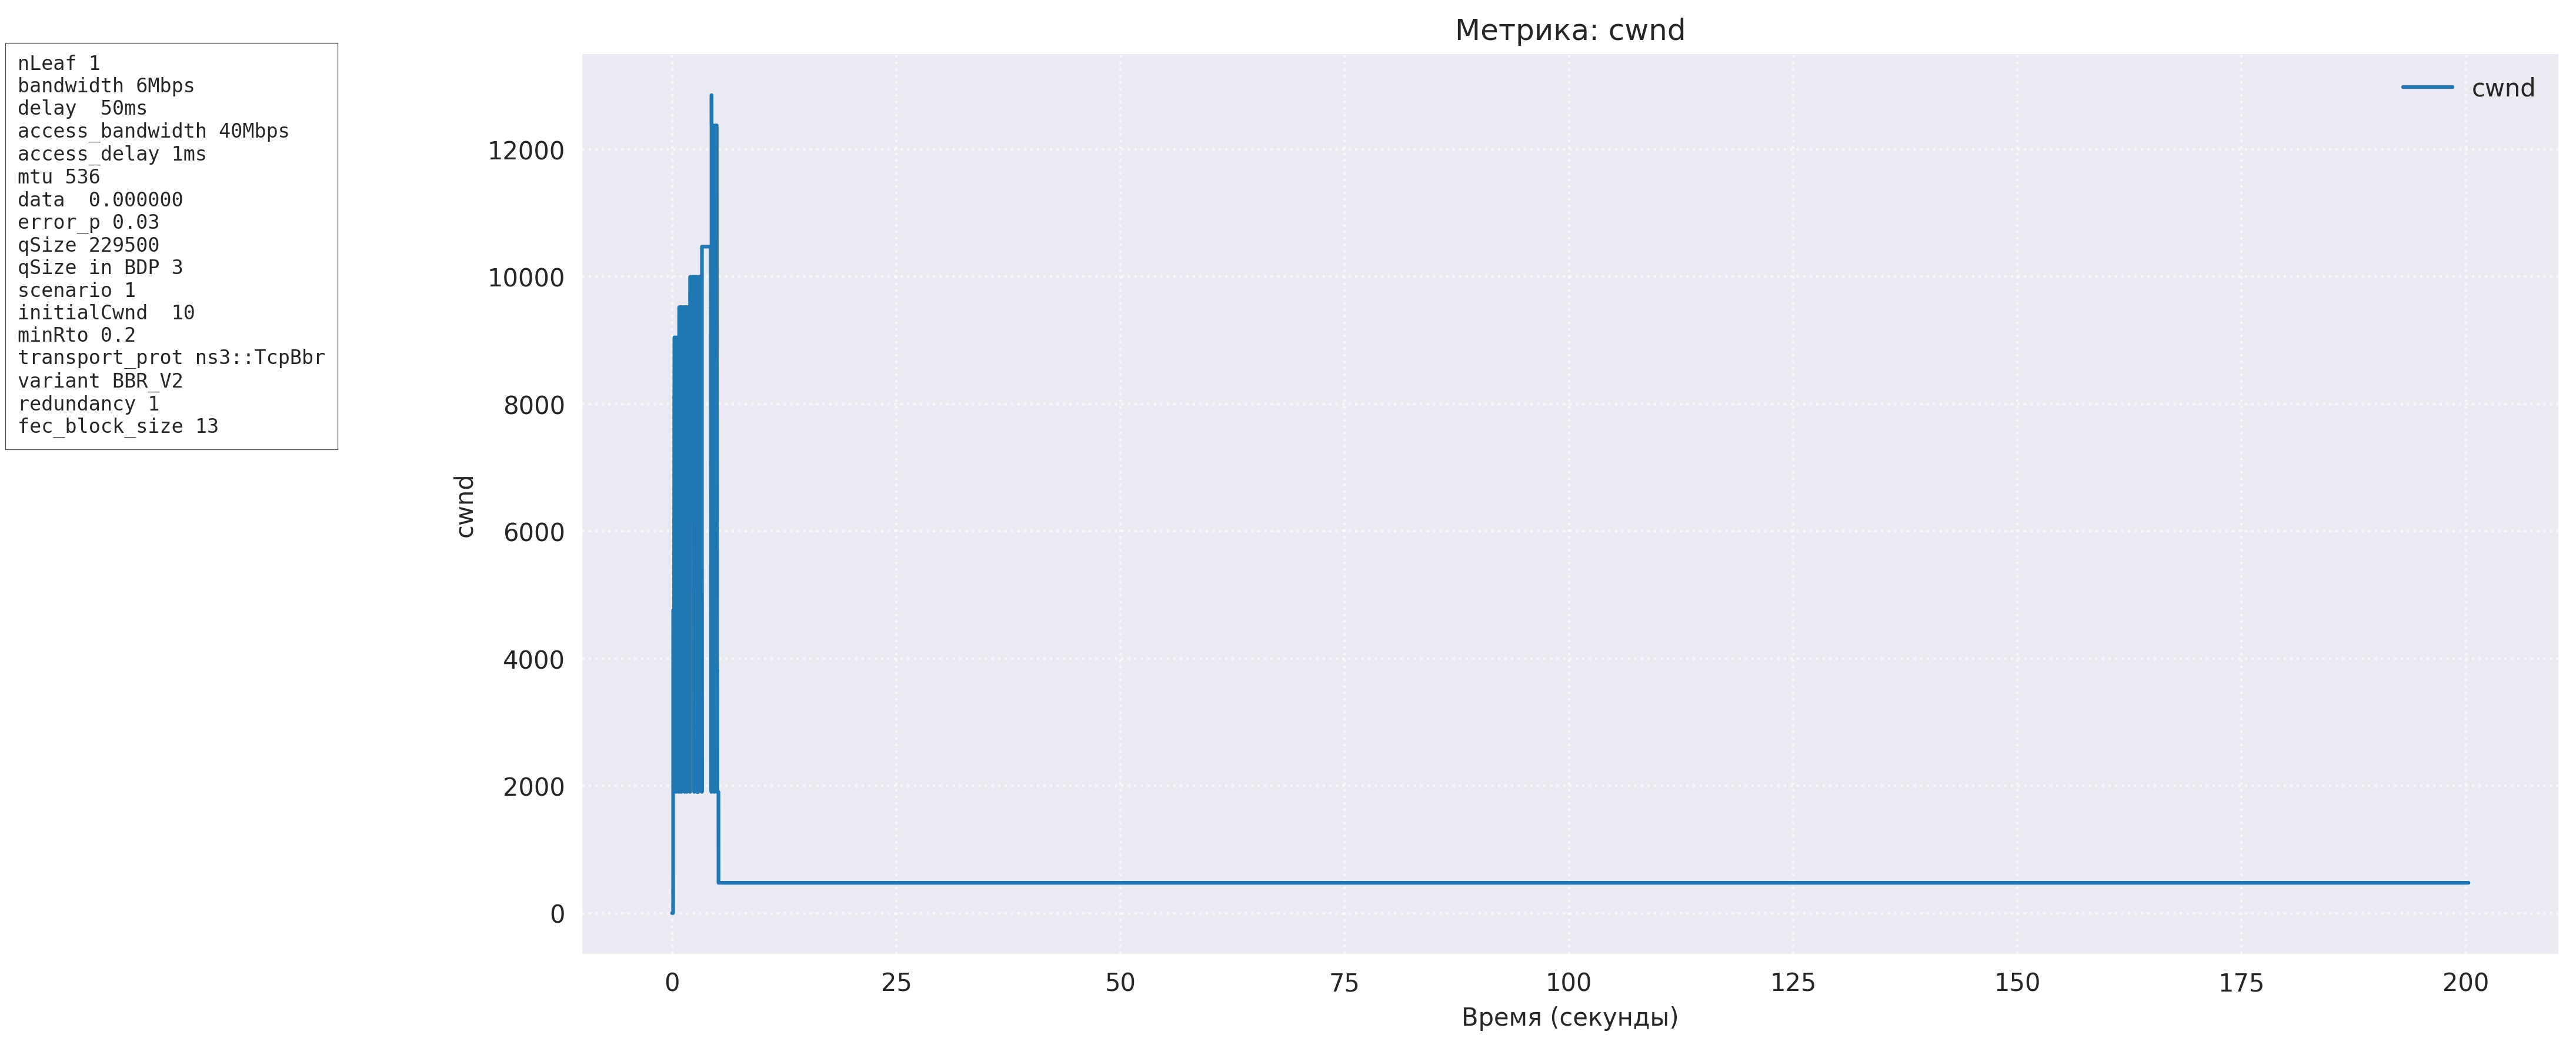 Метрика: cwnd
nLeaf 1
bandwidth 6Mbps
delay  50ms
access_bandwidth 40Mbps
access_delay 1ms
mtu 536
data  0.000000
error_p 0.03
qSize 229500
qSize in BDP 3
scenario 1
initialCwnd  10
minRto 0.2
transport_prot ns3::TcpBbr
variant BBR_V2
redundancy 1
fec_block_size 13
cwnd
cwnd
12000
10000
8000
6000
4000
2000
0
0 25 50 75 100 125 150 175 200
Время (секунды)